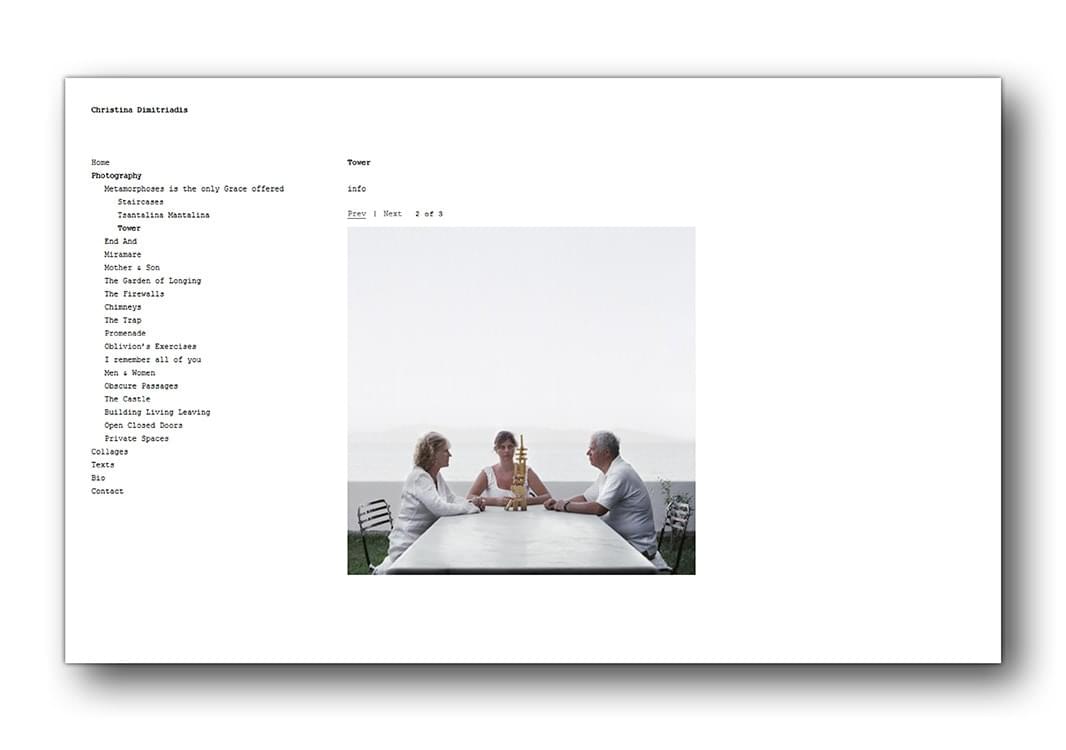 Christina Dimitriadis
Home
Photography
Metamorphoses is the only Grace offered
Staircases
Tsantalina Mantalina
Tower
End And
Miramare
Mother & Son
The Garden of Longing
The Firewalls
Chimneys
The Trap
Promenade
Oblivion's Exercises
I remember all of you
Men & Women
Obscure Passages
The Castle
Building Living Leaving
Open Closed Doors
Private Spaces
Collages
Texts
Bio
Contact
Tower
info
Prev | Next 2 of 3